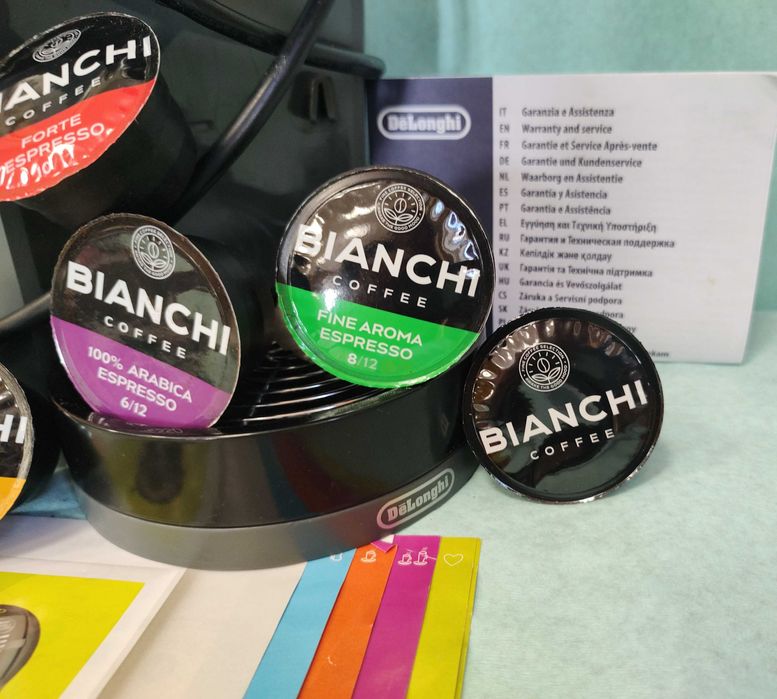 BIANCHI
COFFEE
FORTE
ESPRESSO
BIANCHI
COFFEE
100% ARABICA
ESPRESSO
6/12
BIANCHI
COFFEE
FINE AROMA
ESPRESSO
8/12
BIANCHI
COFFEE
DeLonghi
DeLonghi
IT Garanzia e Assistenza
EN Warranty and service
FR Garantie et Service Après-vente
DE Garantie und Kundenservice
NL Waarborg en Assistentie
ES Garantía y Asistencia
PT Garantia e Assistência
EL Εγγύηση και Τεχνική Υποστήριξη
RU Гарантия и Техническая поддержка
KZ Кепілдік және қолдау
UK Гарантія та Технічна підтримка
HU Garancia és Vevőszolgálat
CS Záruka a Servisní podpora
SK podpora